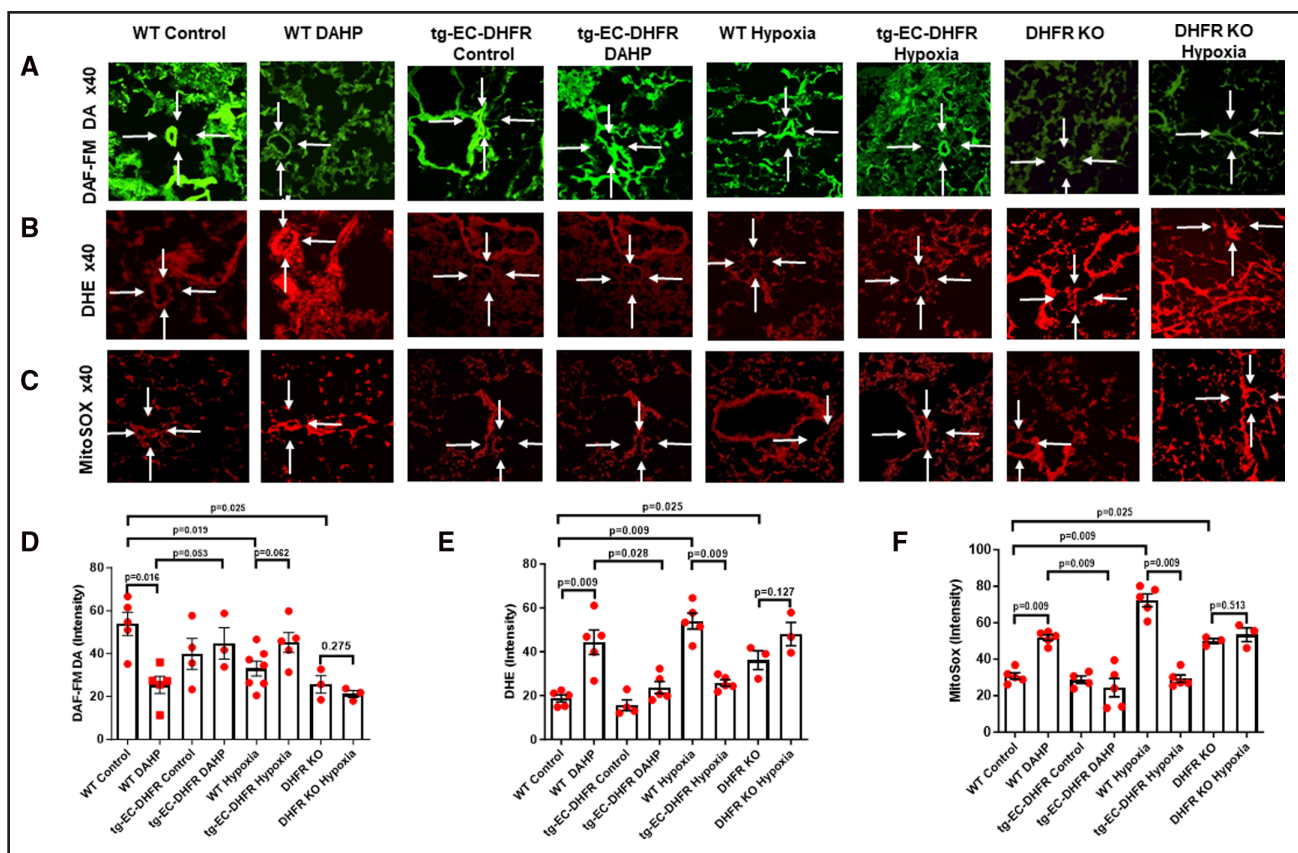 WT Control WT DAHP tg-EC-DHFR Control tg-EC-DHFR DAHP WT Hypoxia tg-EC-DHFR Hypoxia DHFR KO DHFR KO Hypoxia
A
DAF-FM DA x40
B
DHE x40
C
MitoSOX x40
D
p=0.025
p=0.019
p=0.053
p=0.062
p=0.016
0.275
DAF-FM DA (Intensity)
80
60
40
20
0
WT Control
WT DAHP
tg-EC-DHFR Control
tg-EC-DHFR DAHP
WT Hypoxia
tg-EC-DHFR Hypoxia
DHFR KO
DHFR KO Hypoxia
E
p=0.025
p=0.009
p=0.028
p=0.009
p=0.009
p=0.127
DHE (Intensity)
80
60
40
20
0
WT Control
WT DAHP
tg-EC-DHFR Control
tg-EC-DHFR DAHP
WT Hypoxia
tg-EC-DHFR Hypoxia
DHFR KO
DHFR KO Hypoxia
F
p=0.025
p=0.009
p=0.009
p=0.009
p=0.009
p=0.513
MitoSox (Intensity)
100
80
60
40
20
0
WT Control
WT DAHP
tg-EC-DHFR Control
tg-EC-DHFR DAHP
WT Hypoxia
tg-EC-DHFR Hypoxia
DHFR KO
DHFR KO Hypoxia